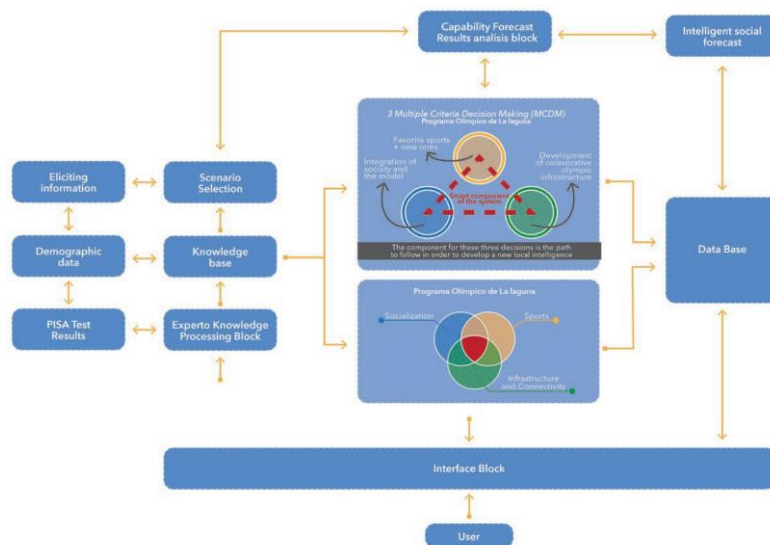 Capability Forecast
Results analisis block
Intelligent social
forecast
3 Multiple Criteria Decision Making (MCDM)
Programa Olímpico de La laguna
Favorite sports
+ new ones
Integration of
society and
the model
Development of
colavorative
olympic
infrastructure
Smart component
of the system
The component for these three decisions is the path
to follow in order to develop a new local intelligence
Eliciting
information
Scenario
Selection
Demographic
data
Knowledge
base
Data Base
PISA Test
Results
Experto Knowledge
Processing Block
Programa Olímpico de La laguna
Socialization
Sports
Infrastructure
and Connectivity
Interface Block
User